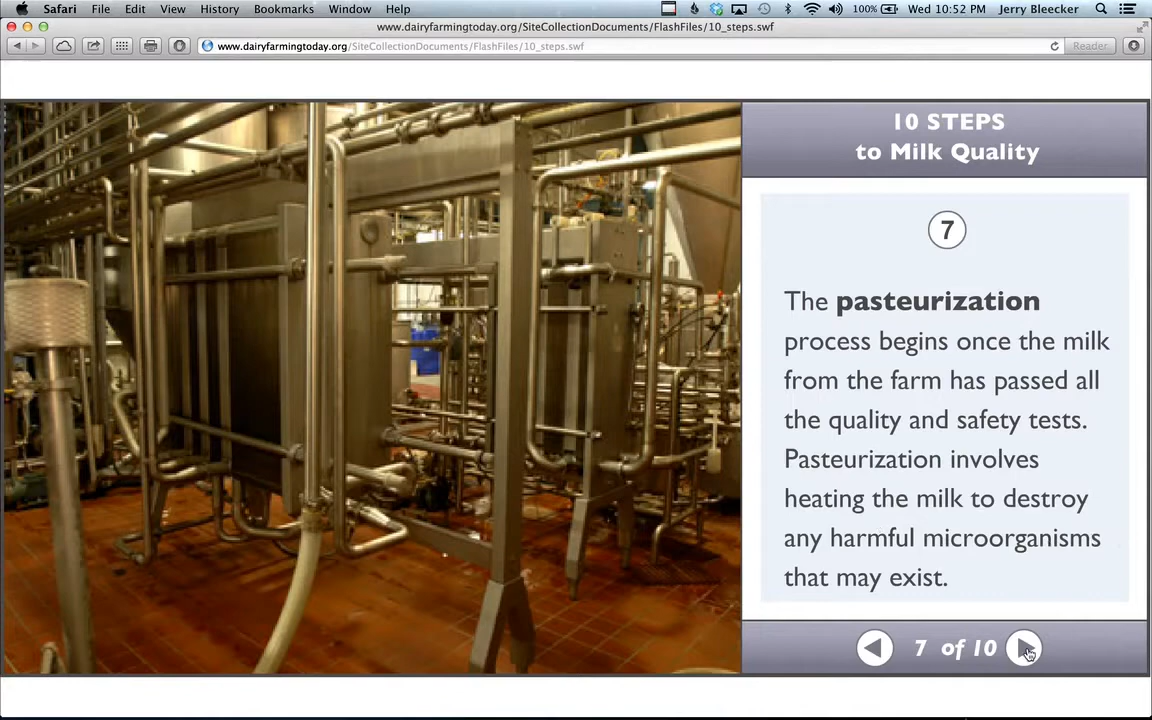 Safari File Edit View History Bookmarks Window Help 100% Wed 10:52 PM Jerry Bleecker
www.dairyfarmingtoday.org/SiteCollectionDocuments/FlashFiles/10_steps.swf
www.dairyfarmingtoday.org/SiteCollectionDocuments/FlashFiles/10_steps.swf Reader
10 STEPS
to Milk Quality
7
The pasteurization
process begins once the milk
from the farm has passed all
the quality and safety tests.
Pasteurization involves
heating the milk to destroy
any harmful microorganisms
that may exist.
7 of 10